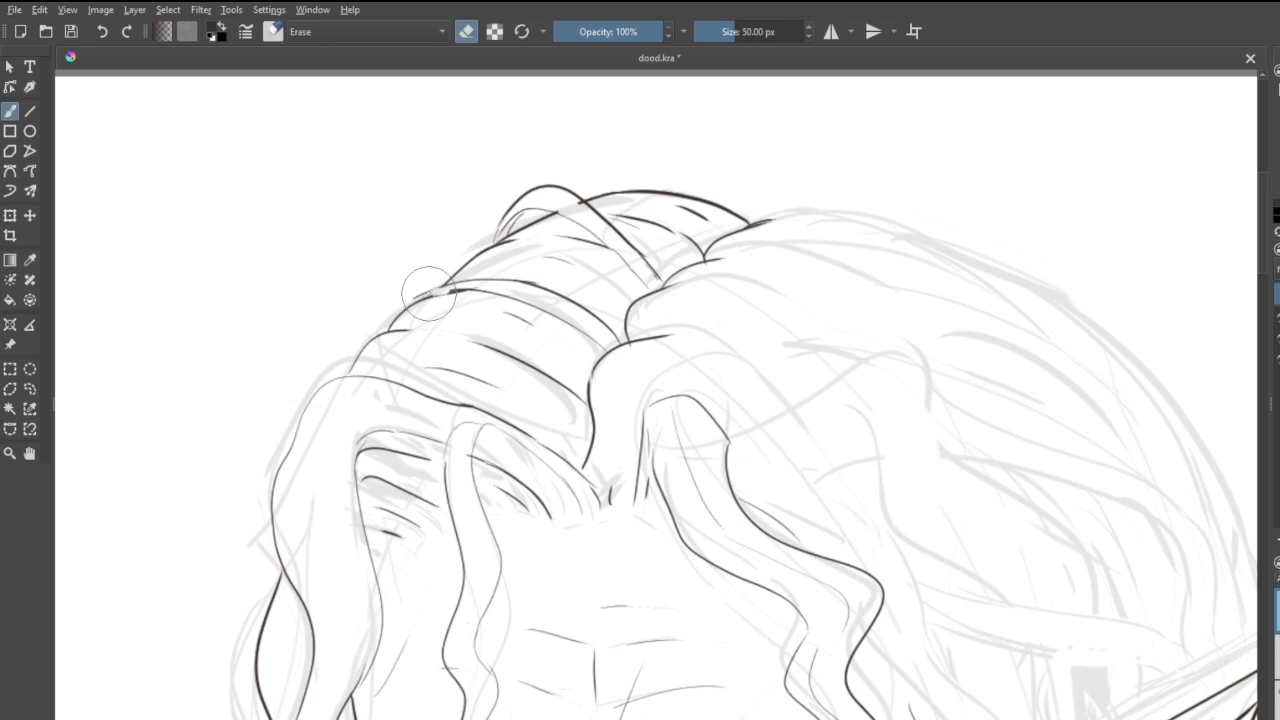 File Edit View Image Layer Select Filter Tools Settings Window Help
Erase Opacity: 100% Size: 50.00 px
dood.kra *